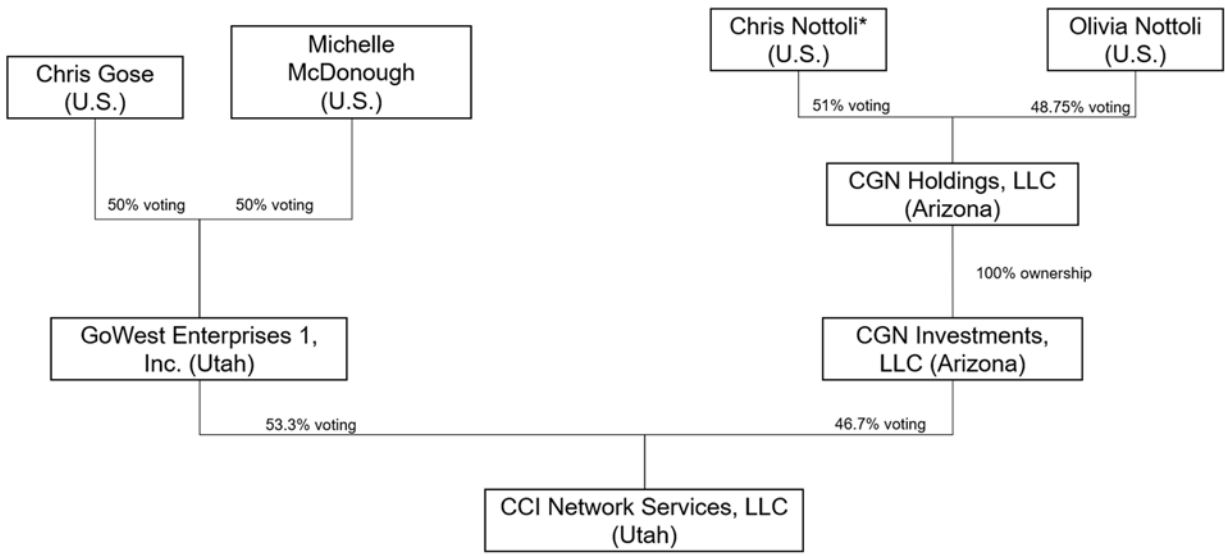 Chris Gose
(U.S.)
Michelle
McDonough
(U.S.)
Chris Nottoli*
(U.S.)
Olivia Nottoli
(U.S.)
50% voting
50% voting
51% voting
48.75% voting
CGN Holdings, LLC
(Arizona)
100% ownership
GoWest Enterprises 1,
Inc. (Utah)
CGN Investments,
LLC (Arizona)
53.3% voting
46.7% voting
CCI Network Services, LLC
(Utah)